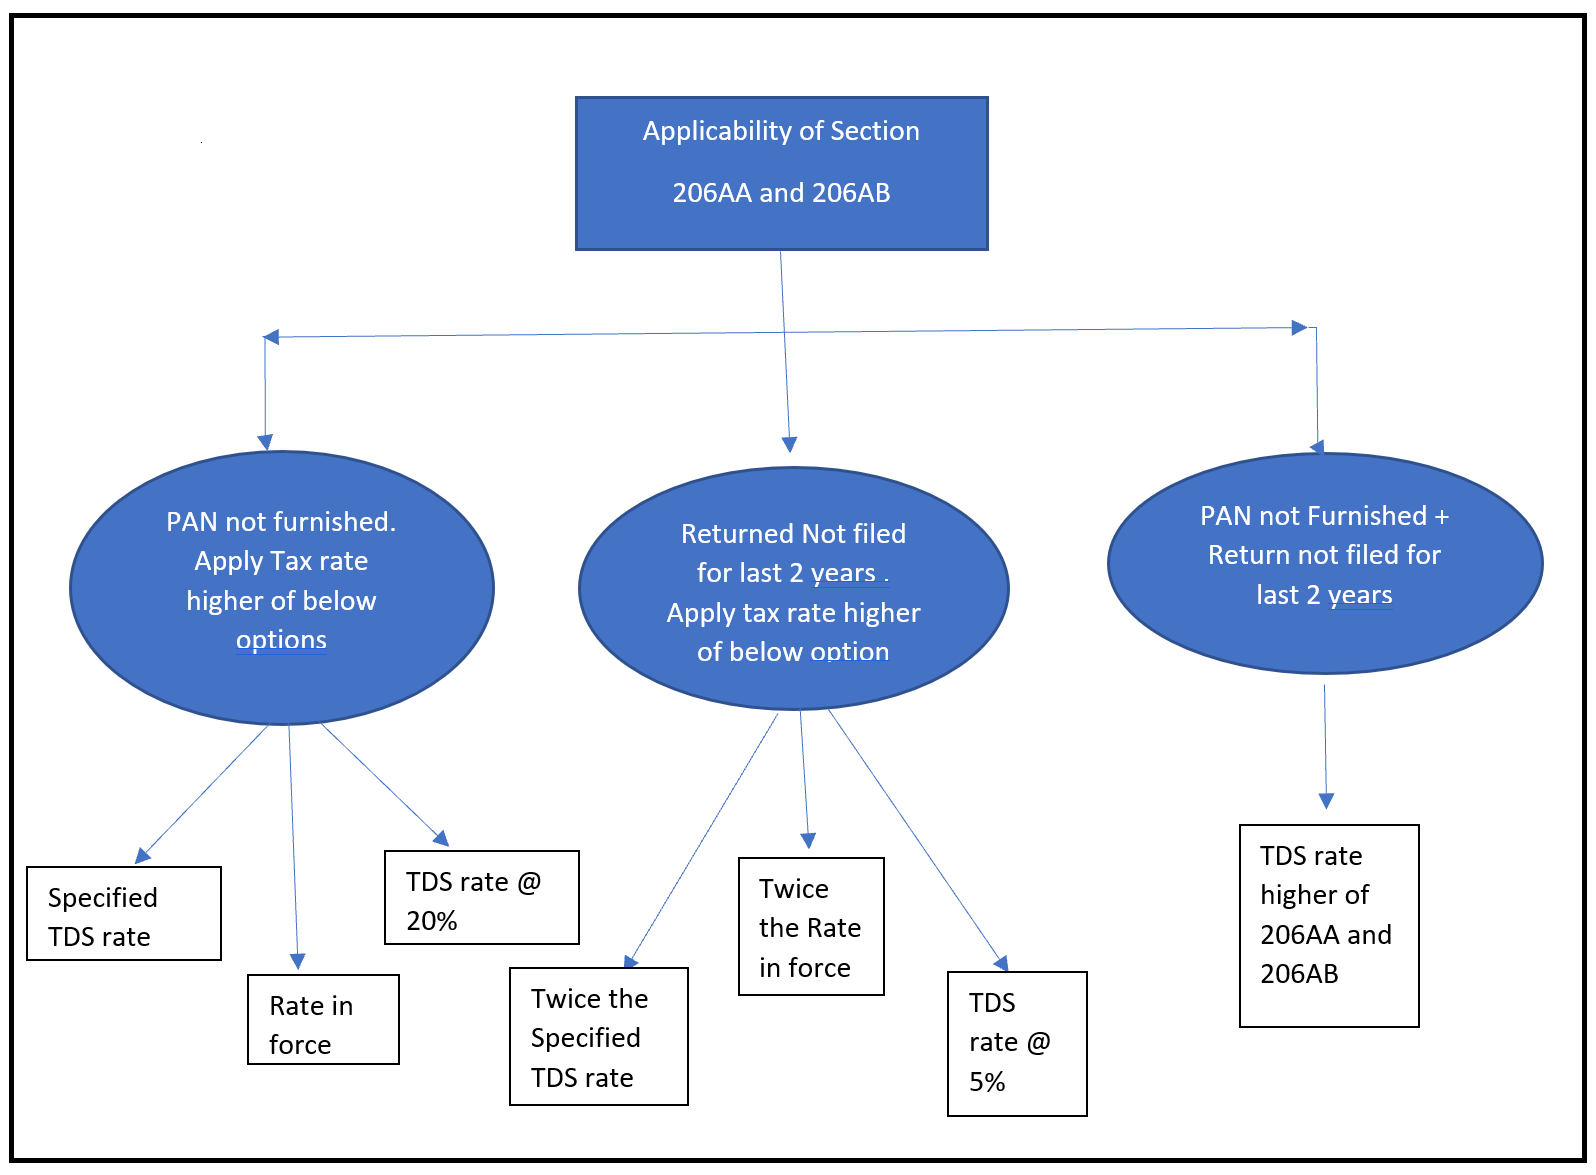 Applicability of Section
206AA and 206AB
PAN not furnished.
Apply Tax rate
higher of below
options
Returned Not filed
for last 2 years .
Apply tax rate higher
of below option
PAN not Furnished +
Return not filed for
last 2 years
Specified
TDS rate
Rate in
force
TDS rate @
20%
Twice the
Specified
TDS rate
Twice
the Rate
in force
TDS
rate @
5%
TDS rate
higher of
206AA and
206AB